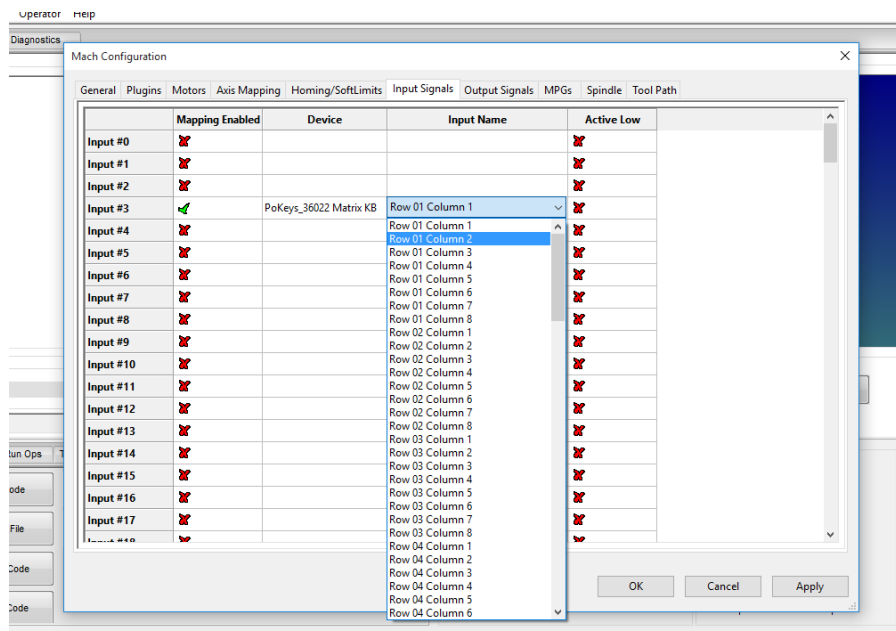 Operator Help
Diagnostics
Mach Configuration
General Plugins Motors Axis Mapping Homing/SoftLimits Input Signals Output Signals MPGs Spindle Tool Path
Mapping Enabled Device Input Name Active Low
Input #0
Input #1
Input #2
Input #3 PoKeys_36022 Matrix KB Row 01 Column 1
Input #4
Input #5
Input #6
Input #7
Input #8
Input #9
Input #10
Input #11
Input #12
Input #13
Input #14
Input #15
Input #16
Input #17
Input #18
Row 01 Column 1
Row 01 Column 2
Row 01 Column 3
Row 01 Column 4
Row 01 Column 5
Row 01 Column 6
Row 01 Column 7
Row 01 Column 8
Row 02 Column 1
Row 02 Column 2
Row 02 Column 3
Row 02 Column 4
Row 02 Column 5
Row 02 Column 6
Row 02 Column 7
Row 02 Column 8
Row 03 Column 1
Row 03 Column 2
Row 03 Column 3
Row 03 Column 4
Row 03 Column 5
Row 03 Column 6
Row 03 Column 7
Row 03 Column 8
Row 04 Column 1
Row 04 Column 2
Row 04 Column 3
Row 04 Column 4
Row 04 Column 5
Row 04 Column 6
un Ops
ode
File
Code
Code
OK Cancel Apply